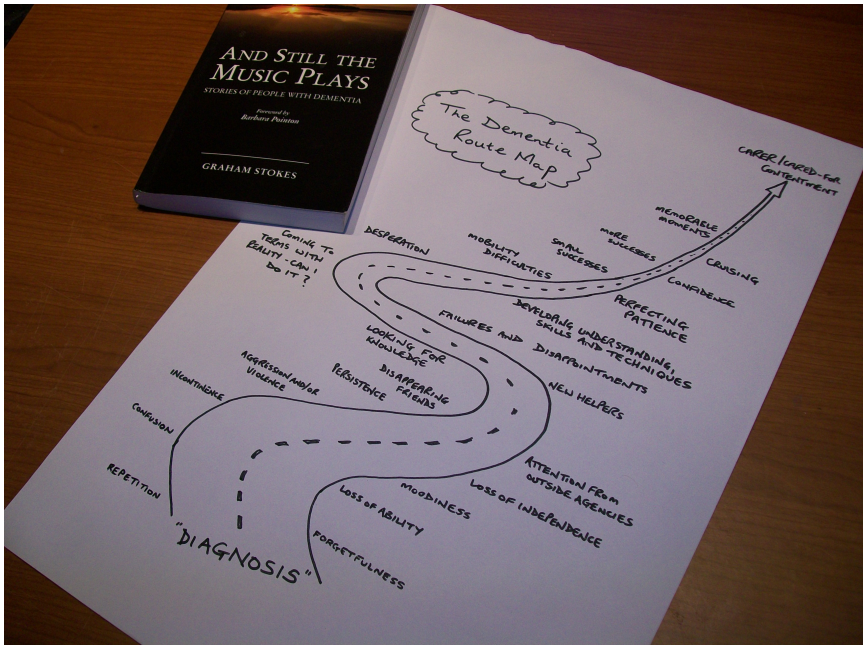 AND STILL THE
MUSIC PLAYS
STORIES OF PEOPLE WITH DEMENTIA
Foreword by
Barbara Pointon
GRAHAM STOKES
The Dementia
Route Map
CARER/CARED-FOR
CONTENTMENT
MEMORABLE
MOMENTS
MORE
SUCCESSES
SMALL
SUCCESSES
MOBILITY
DIFFICULTIES
DESPERATION
COMING TO
TERMS WITH
REALITY - CAN I
DO IT?
CRUISING
CONFIDENCE
PERFECTING
PATIENCE
DEVELOPING UNDERSTANDING,
SKILLS AND TECHNIQUES
FAILURES AND DISAPPOINTMENTS
LOOKING FOR
KNOWLEDGE
DISAPPEARING
FRIENDS
PERSISTENCE
AGGRESSION AND/OR
VIOLENCE
INCONTINENCE
CONFUSION
REPETITION
NEW HELPERS
ATTENTION FROM
OUTSIDE AGENCIES
LOSS OF INDEPENDENCE
MOODINESS
LOSS OF ABILITY
FORGETFULNESS
"DIAGNOSIS"